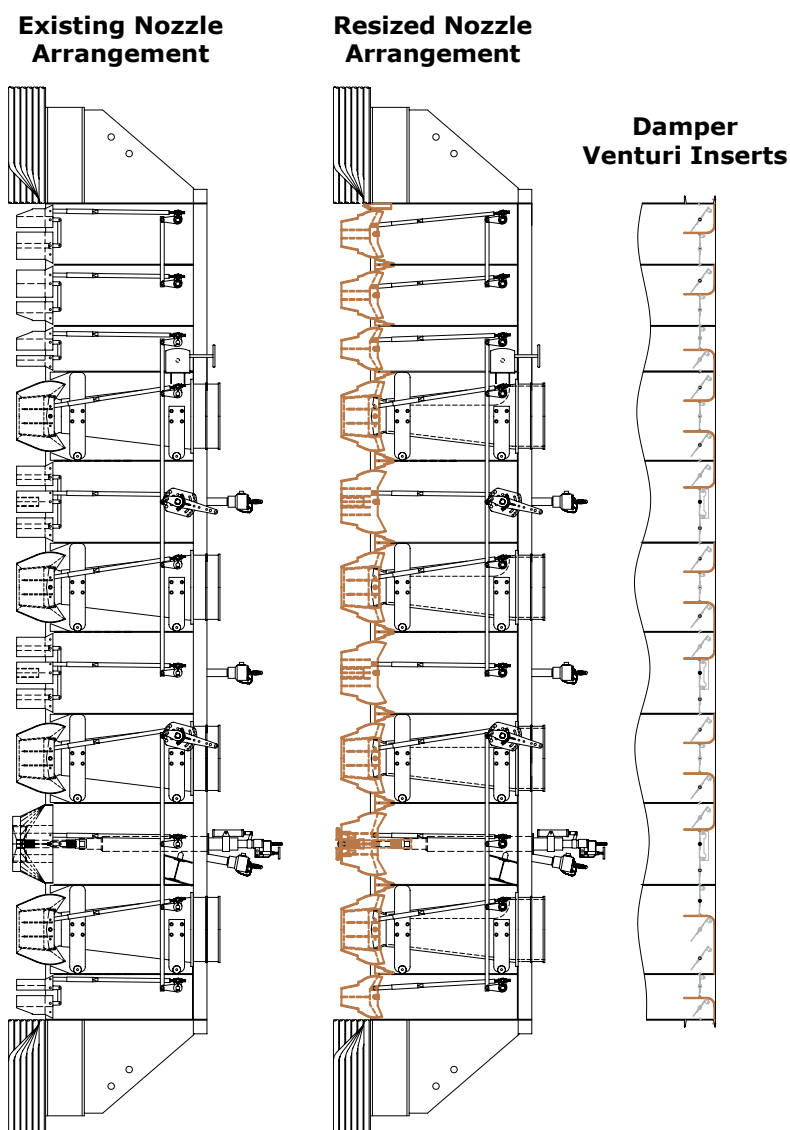 Existing Nozzle
Arrangement
Resized Nozzle
Arrangement
Damper
Venturi Inserts